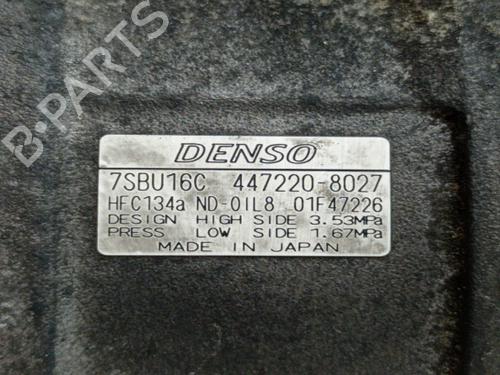 B-PARTS
DENSO
7SBU16C 447220-8027
HFC134a ND-OIL8 01F47226
DESIGN HIGH SIDE 3.53MPa
PRESS LOW SIDE 1.67MPa
MADE IN JAPAN